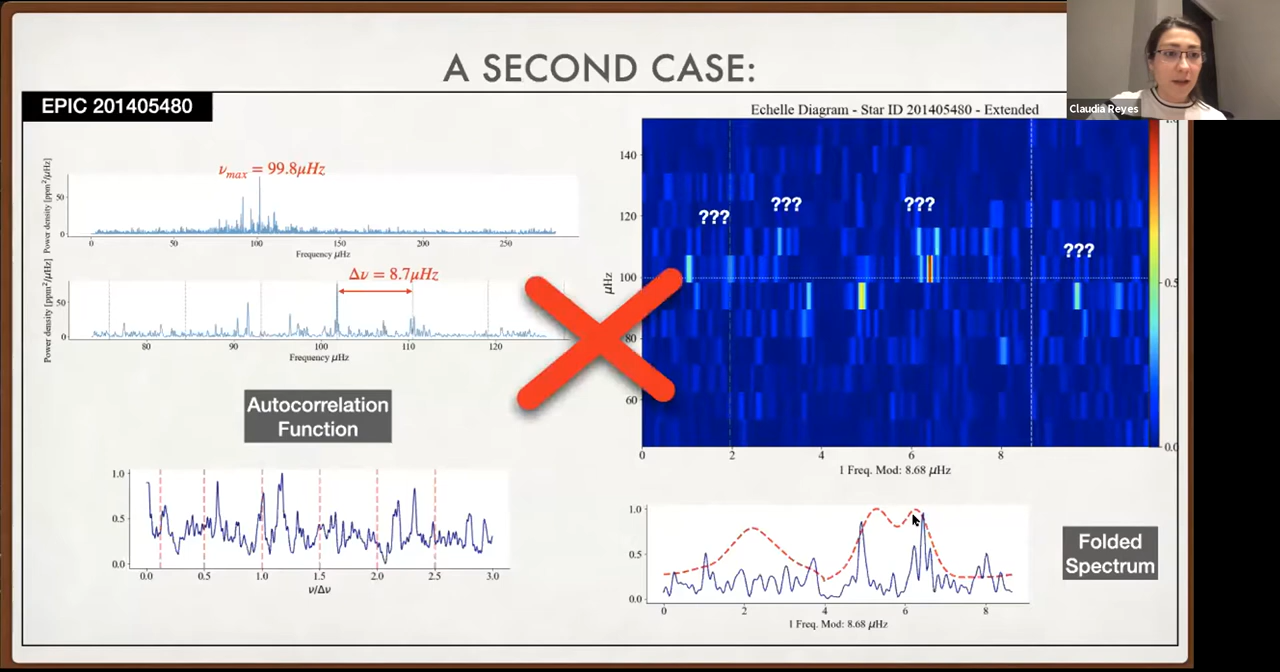 A SECOND CASE:
Claudia Reyes
EPIC 201405480
νmax = 99.8μHz
Power density [ppm²/μHz]
50
0
0 50 100 150 200 250
Frequency μHz
Δν = 8.7μHz
Power density [ppm²/μHz]
50
0
80 90 100 110 120
Frequency μHz
Autocorrelation
Function
1.0
0.5
0.0
0.0 0.5 1.0 1.5 2.0 2.5 3.0
ν/Δν
Echelle Diagram - Star ID 201405480 - Extended
μHz
140
120
100
80
60
???
???
???
???
0.5
0.0
0 2 4 6 8
1 Freq. Mod: 8.68 μHz
1.0
0.5
0.0
0 2 4 6 8
1 Freq. Mod: 8.68 μHz
Folded
Spectrum